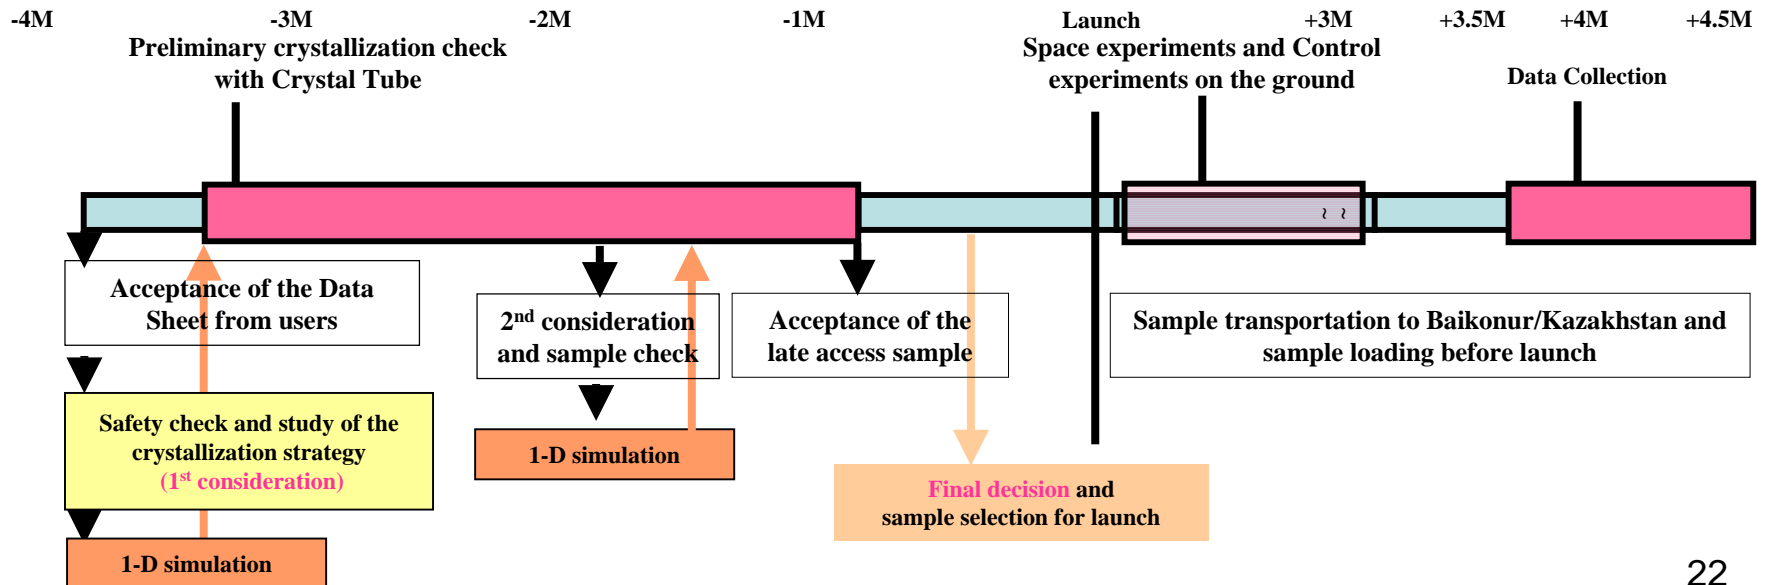 -4M -3M -2M -1M Launch +3M +3.5M +4M +4.5M
Preliminary crystallization check
with Crystal Tube
Space experiments and Control
experiments on the ground
Data Collection
~ ~
Acceptance of the Data
Sheet from users
2nd consideration
and sample check
Acceptance of the
late access sample
Sample transportation to Baikonur/Kazakhstan and
sample loading before launch
Safety check and study of the
crystallization strategy
(1st consideration)
1-D simulation
Final decision and
sample selection for launch
1-D simulation
22